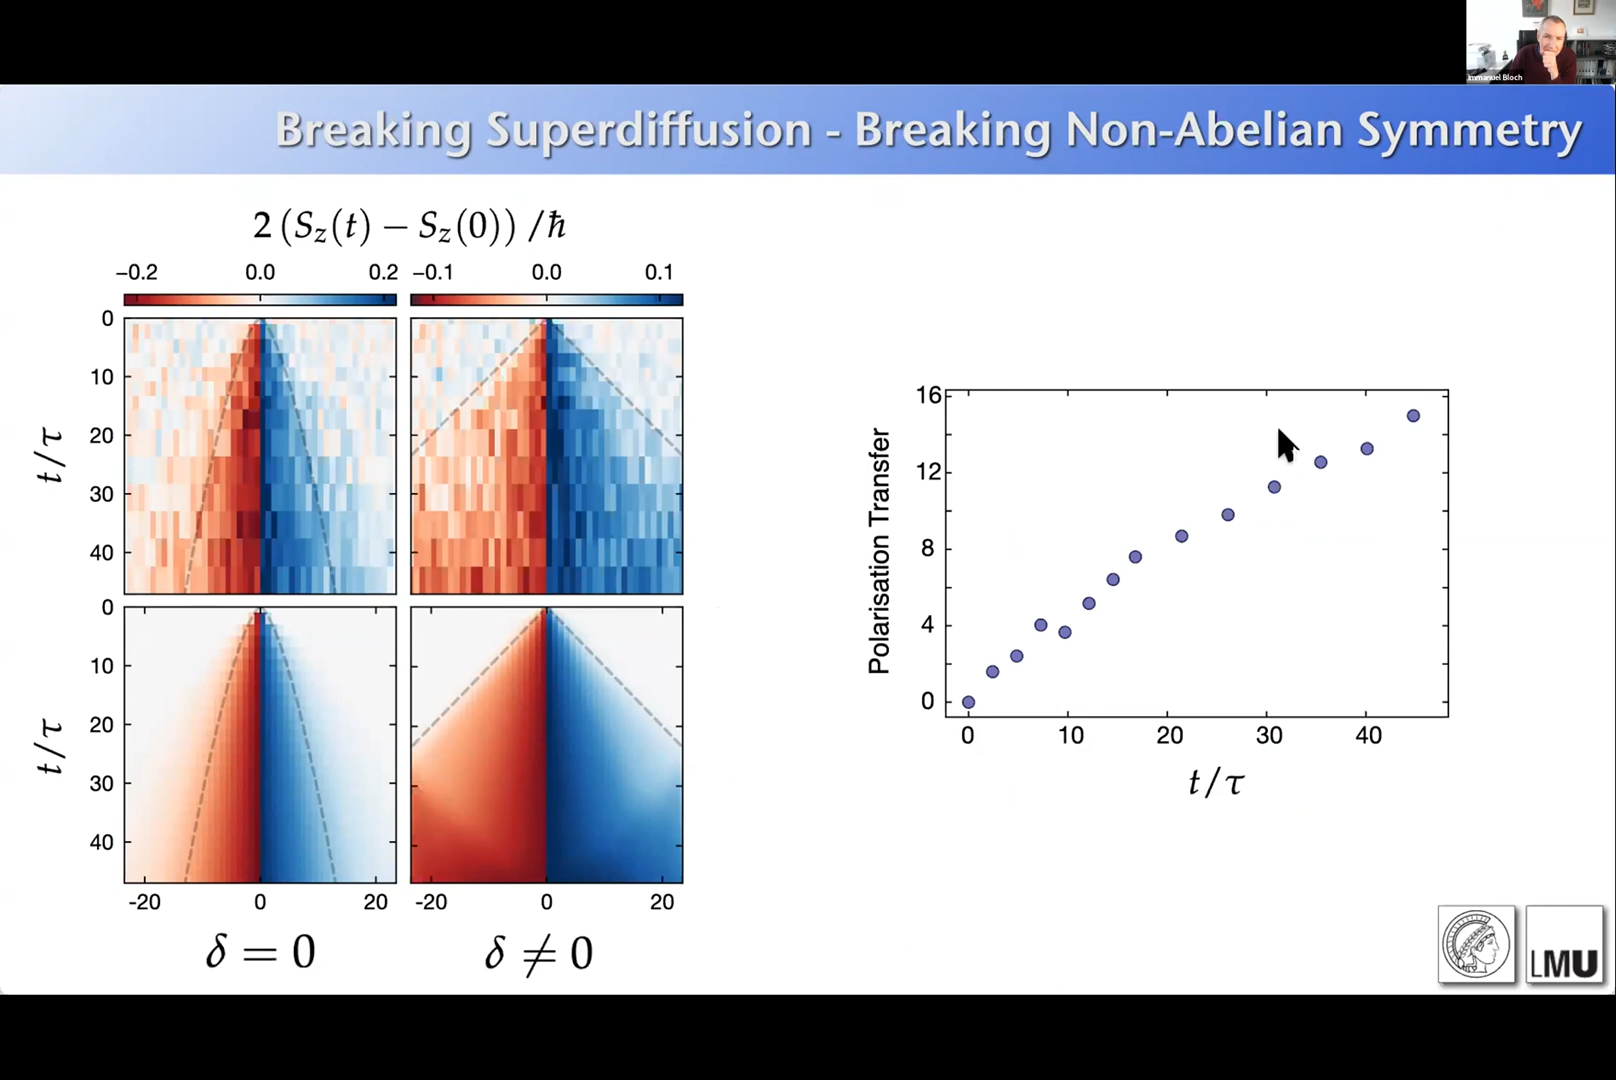 Immanuel Bloch
Breaking Superdiffusion - Breaking Non-Abelian Symmetry
2 (S_z(t) − S_z(0)) /ħ
−0.2 0.0 0.2 −0.1 0.0 0.1
0
10
20
30
40
t/τ
0
10
20
30
40
t/τ
-20 0 20 -20 0 20
δ = 0 δ ≠ 0
16
12
8
4
0
Polarisation Transfer
0 10 20 30 40
t/τ
LMU